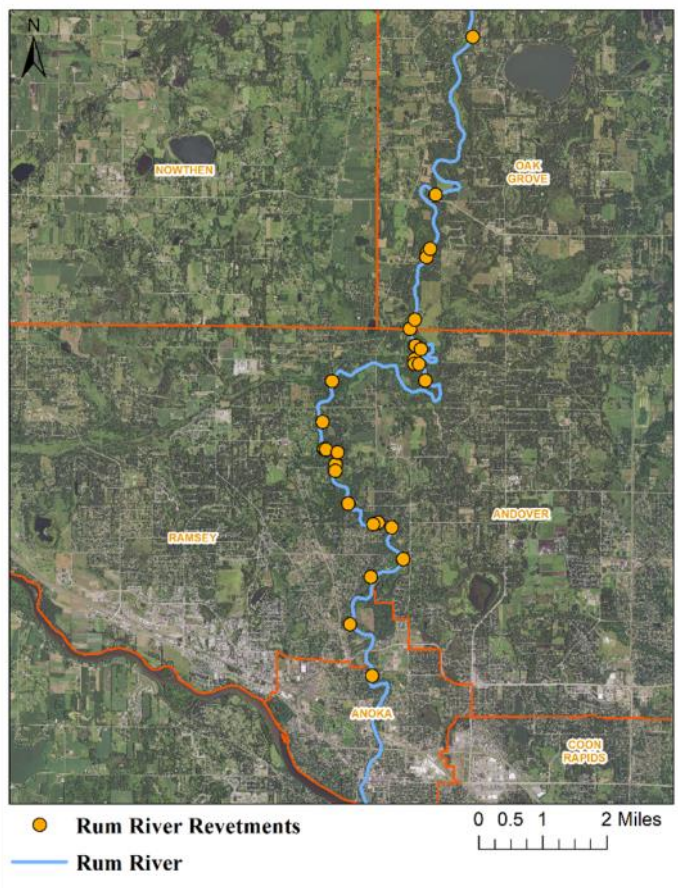 N
NOWTHEN
OAK
GROVE
RAMSEY
ANDOVER
ANOKA
COON
RAPIDS
Rum River Revetments
Rum River
0 0.5 1 2 Miles